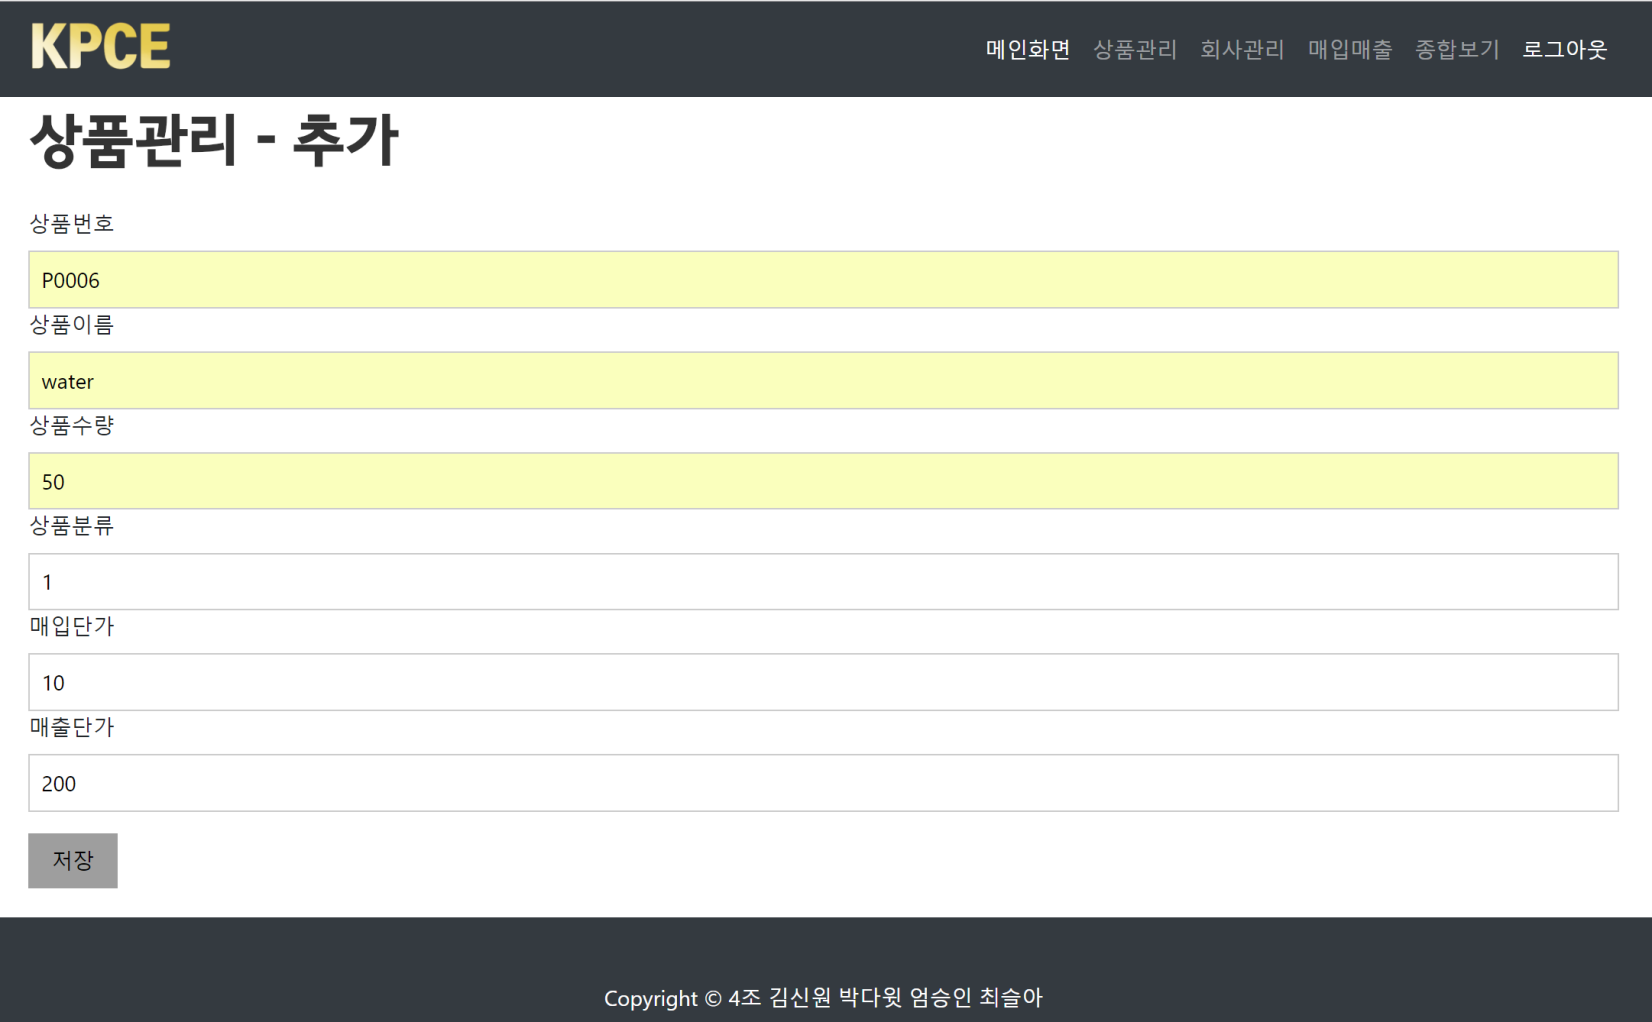 KPCE
메인화면 상품관리 회사관리 매입매출 종합보기 로그아웃
상품관리 - 추가
상품번호
P0006
상품이름
water
상품수량
50
상품분류
1
매입단가
10
매출단가
200
저장
Copyright © 4조 김신원 박다윗 엄승인 최슬아